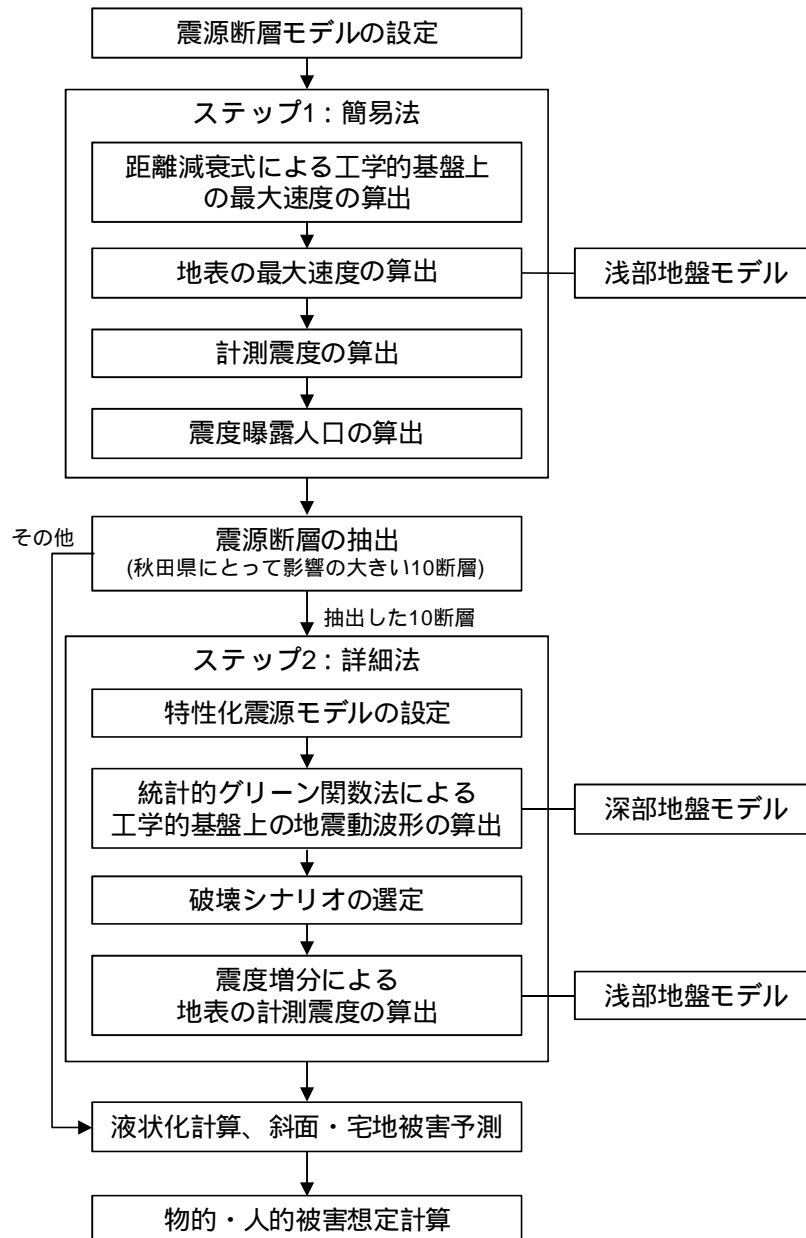 震源断層モデルの設定
ステップ1：簡易法
距離減衰式による工学的基盤上
の最大速度の算出
地表の最大速度の算出
浅部地盤モデル
計測震度の算出
震度曝露人口の算出
その他
震源断層の抽出
(秋田県にとって影響の大きい10断層)
抽出した10断層
ステップ2：詳細法
特性化震源モデルの設定
統計的グリーン関数法による
工学的基盤上の地震動波形の算出
深部地盤モデル
破壊シナリオの選定
震度増分による
地表の計測震度の算出
浅部地盤モデル
液状化計算、斜面・宅地被害予測
物的・人的被害想定計算